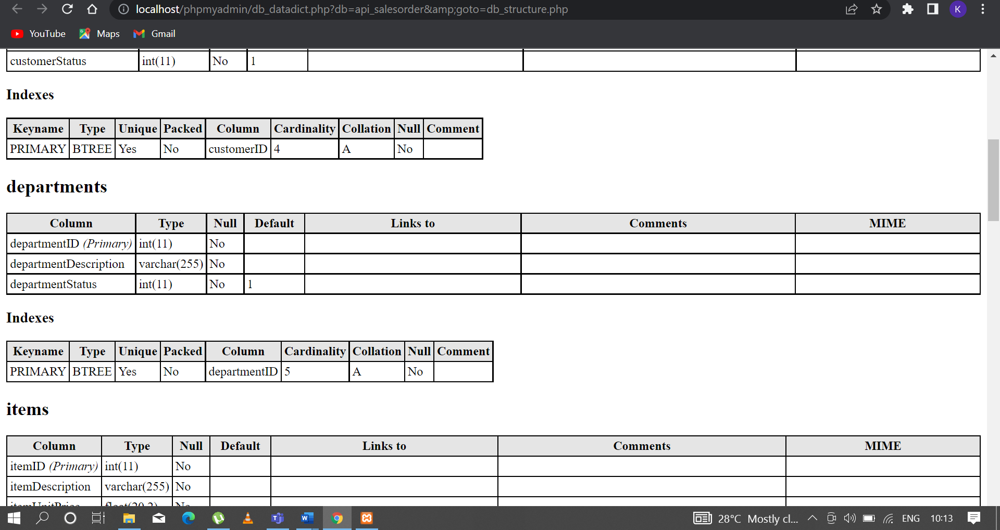 localhost/phpmyadmin/db_datadict.php?db=api_salesorder&amp;goto=db_structure.php
K
YouTube Maps Gmail
customerStatus int(11) No 1
Indexes
Keyname Type Unique Packed Column Cardinality Collation Null Comment
PRIMARY BTREE Yes No customerID 4 A No
departments
Column Type Null Default Links to Comments MIME
departmentID (Primary) int(11) No
departmentDescription varchar(255) No
departmentStatus int(11) No 1
Indexes
Keyname Type Unique Packed Column Cardinality Collation Null Comment
PRIMARY BTREE Yes No departmentID 5 A No
items
Column Type Null Default Links to Comments MIME
itemID (Primary) int(11) No
itemDescription varchar(255) No
itemUnitPrice float(20,2) No
28°C Mostly cl... ENG 10:13